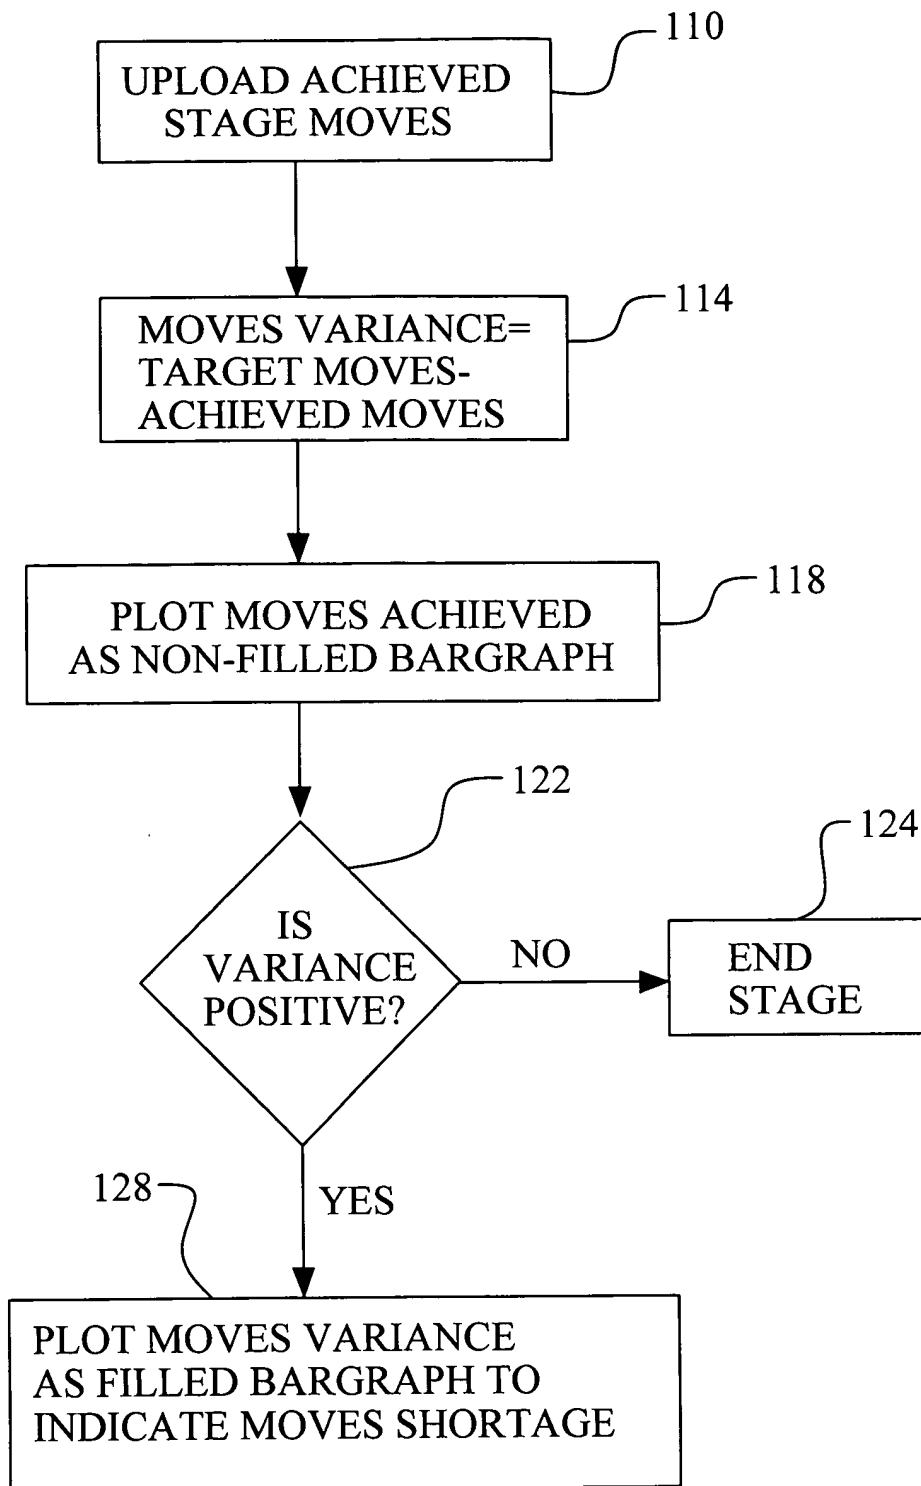 110
UPLOAD ACHIEVED
STAGE MOVES
114
MOVES VARIANCE=
TARGET MOVES-
ACHIEVED MOVES
118
PLOT MOVES ACHIEVED
AS NON-FILLED BARGRAPH
122
124
IS
VARIANCE
POSITIVE?
NO
END
STAGE
128
YES
PLOT MOVES VARIANCE
AS FILLED BARGRAPH TO
INDICATE MOVES SHORTAGE